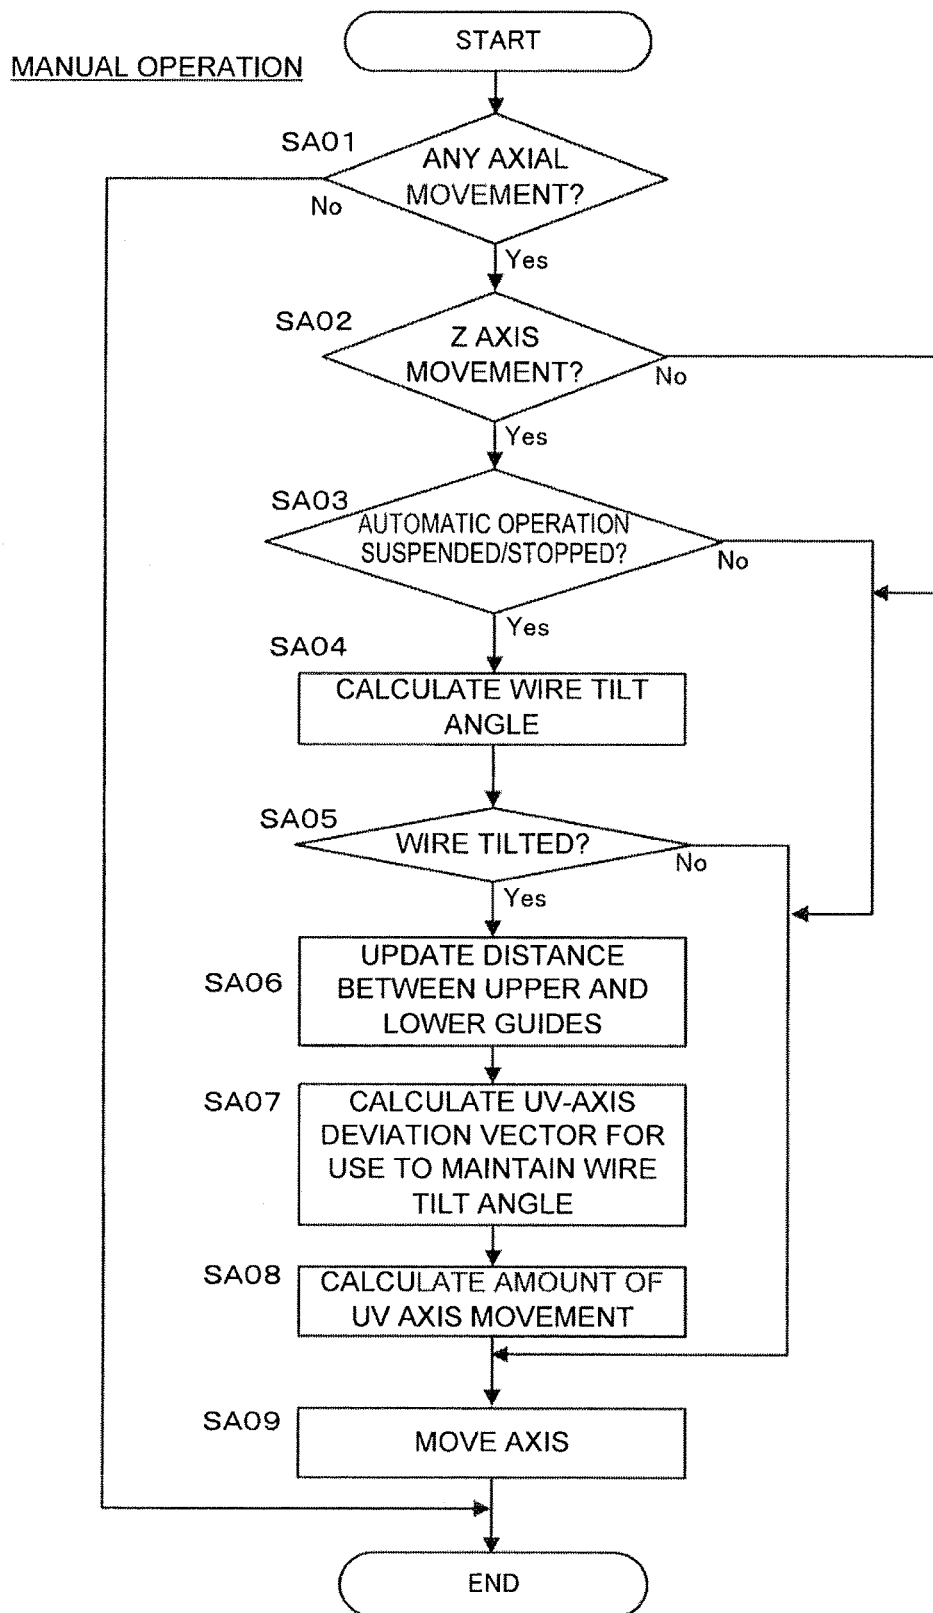 START
MANUAL OPERATION
SA01
ANY AXIAL
MOVEMENT?
No
Yes
SA02
Z AXIS
MOVEMENT?
No
Yes
SA03
AUTOMATIC OPERATION
SUSPENDED/STOPPED?
No
Yes
SA04
CALCULATE WIRE TILT
ANGLE
SA05
WIRE TILTED?
No
Yes
SA06
UPDATE DISTANCE
BETWEEN UPPER AND
LOWER GUIDES
SA07
CALCULATE UV-AXIS
DEVIATION VECTOR FOR
USE TO MAINTAIN WIRE
TILT ANGLE
SA08
CALCULATE AMOUNT OF
UV AXIS MOVEMENT
SA09
MOVE AXIS
END